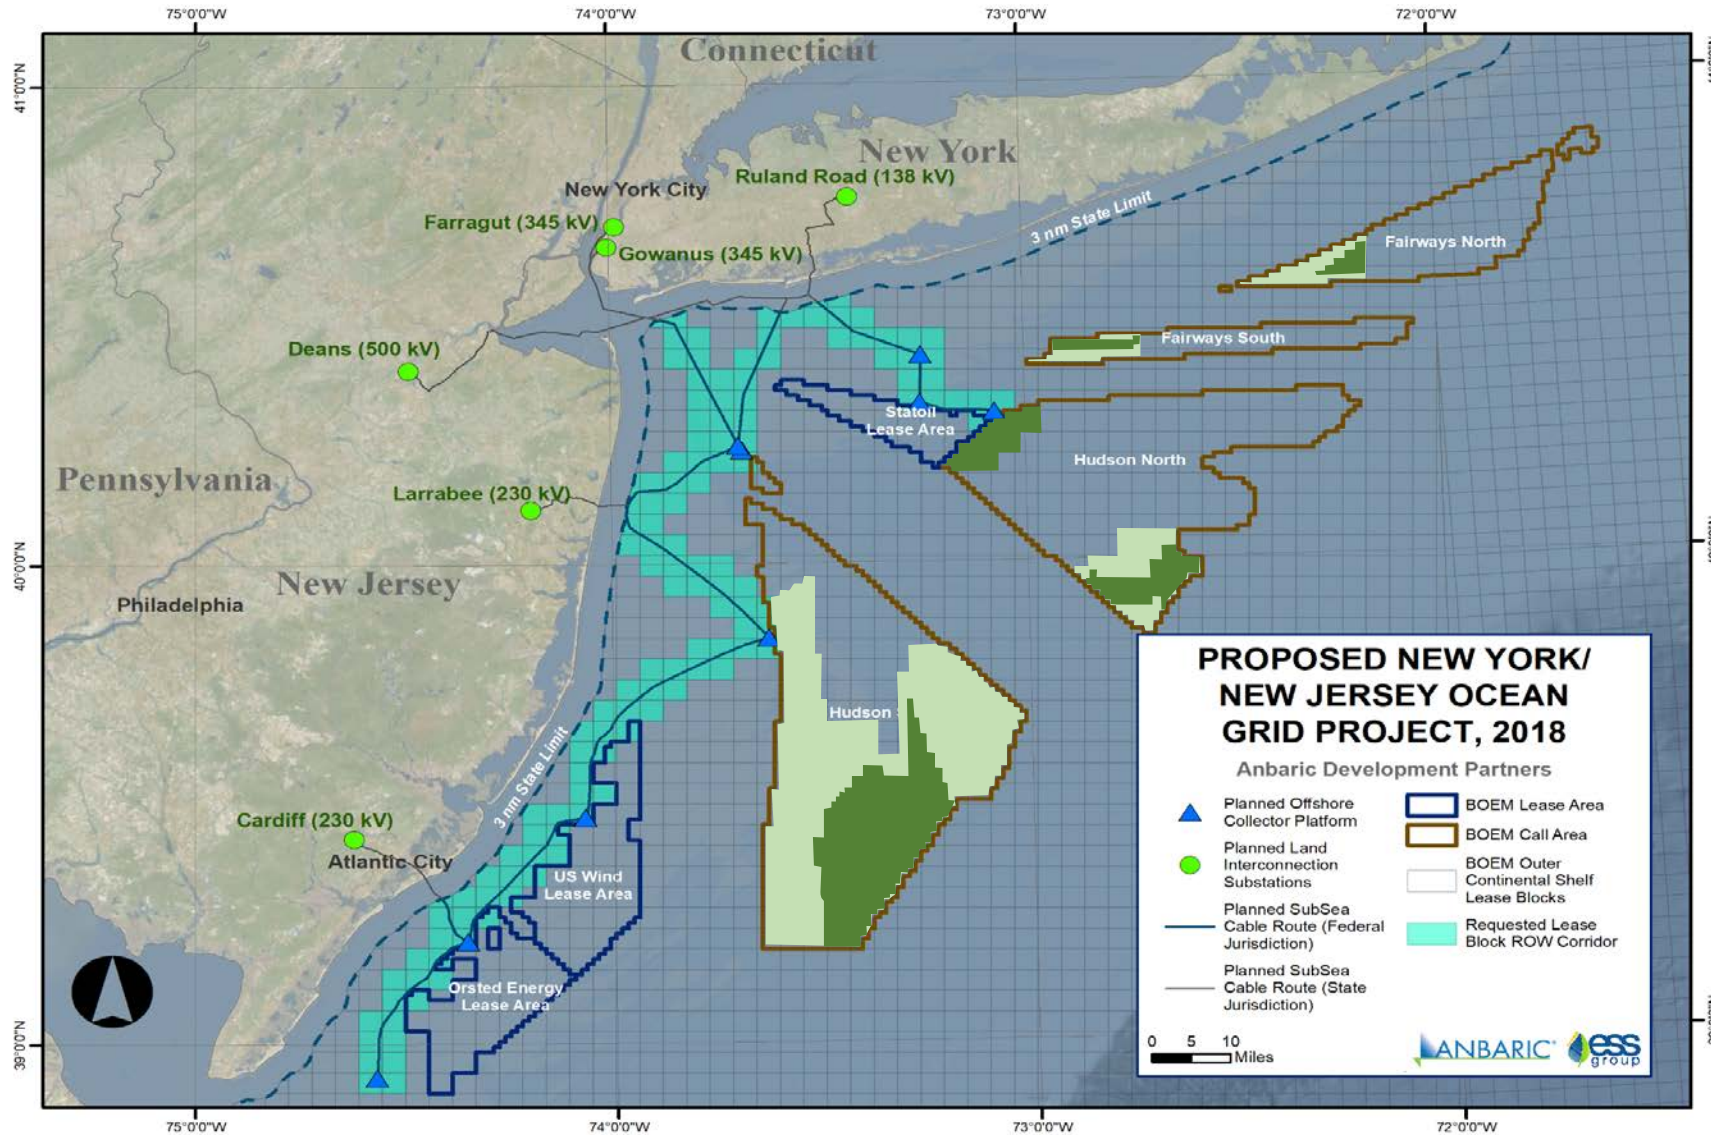 75°0'0"W
74°0'0"W
73°0'0"W
72°0'0"W
41°0'0"N
Connecticut
New York
Ruland Road (138 kV)
New York City
Farragut (345 kV)
Gowanus (345 kV)
3 nm State Limit
Fairways North
Fairways South
Deans (500 kV)
Statoil
Lease Area
Hudson North
Pennsylvania
Larrabee (230 kV)
40°0'0"N
New Jersey
Philadelphia
Hudson
3 nm State Limit
Cardiff (230 kV)
Atlantic City
US Wind
Lease Area
Orsted Energy
Lease Area
39°0'0"N
PROPOSED NEW YORK/
NEW JERSEY OCEAN
GRID PROJECT, 2018
Anbaric Development Partners
Planned Offshore
Collector Platform
Planned Land
Interconnection
Substations
Planned SubSea
Cable Route (Federal
Jurisdiction)
Planned SubSea
Cable Route (State
Jurisdiction)
BOEM Lease Area
BOEM Call Area
BOEM Outer
Continental Shelf
Lease Blocks
Requested Lease
Block ROW Corridor
0 5 10
Miles
ANBARIC
ess
group
75°0'0"W
74°0'0"W
73°0'0"W
72°0'0"W